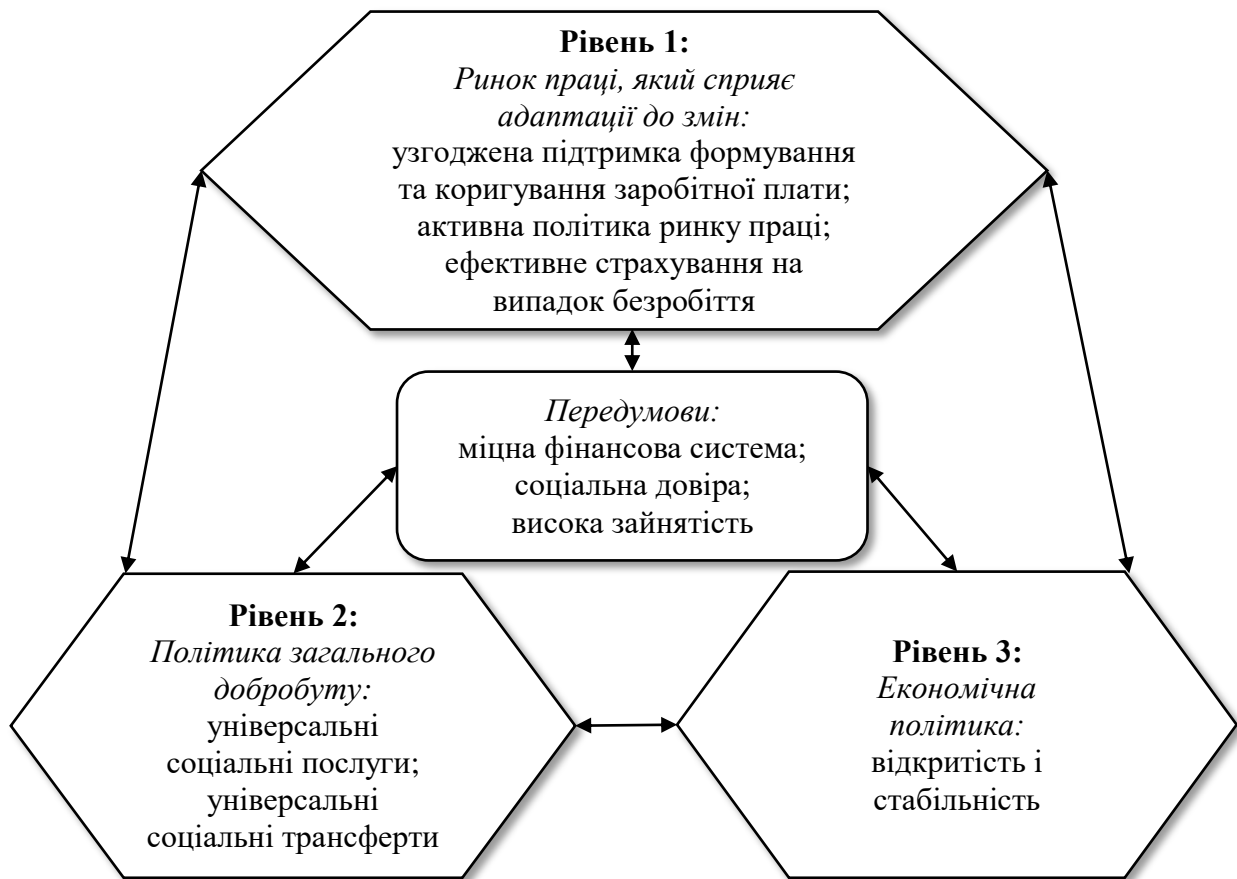 Рівень 1:
Ринок праці, який сприяє
адаптації до змін:
узгоджена підтримка формування
та коригування заробітної плати;
активна політика ринку праці;
ефективне страхування на
випадок безробіття
Передумови:
міцна фінансова система;
соціальна довіра;
висока зайнятість
Рівень 2:
Політика загального
добробуту:
універсальні
соціальні послуги;
універсальні
соціальні трансферти
Рівень 3:
Економічна
політика:
відкритість і
стабільність